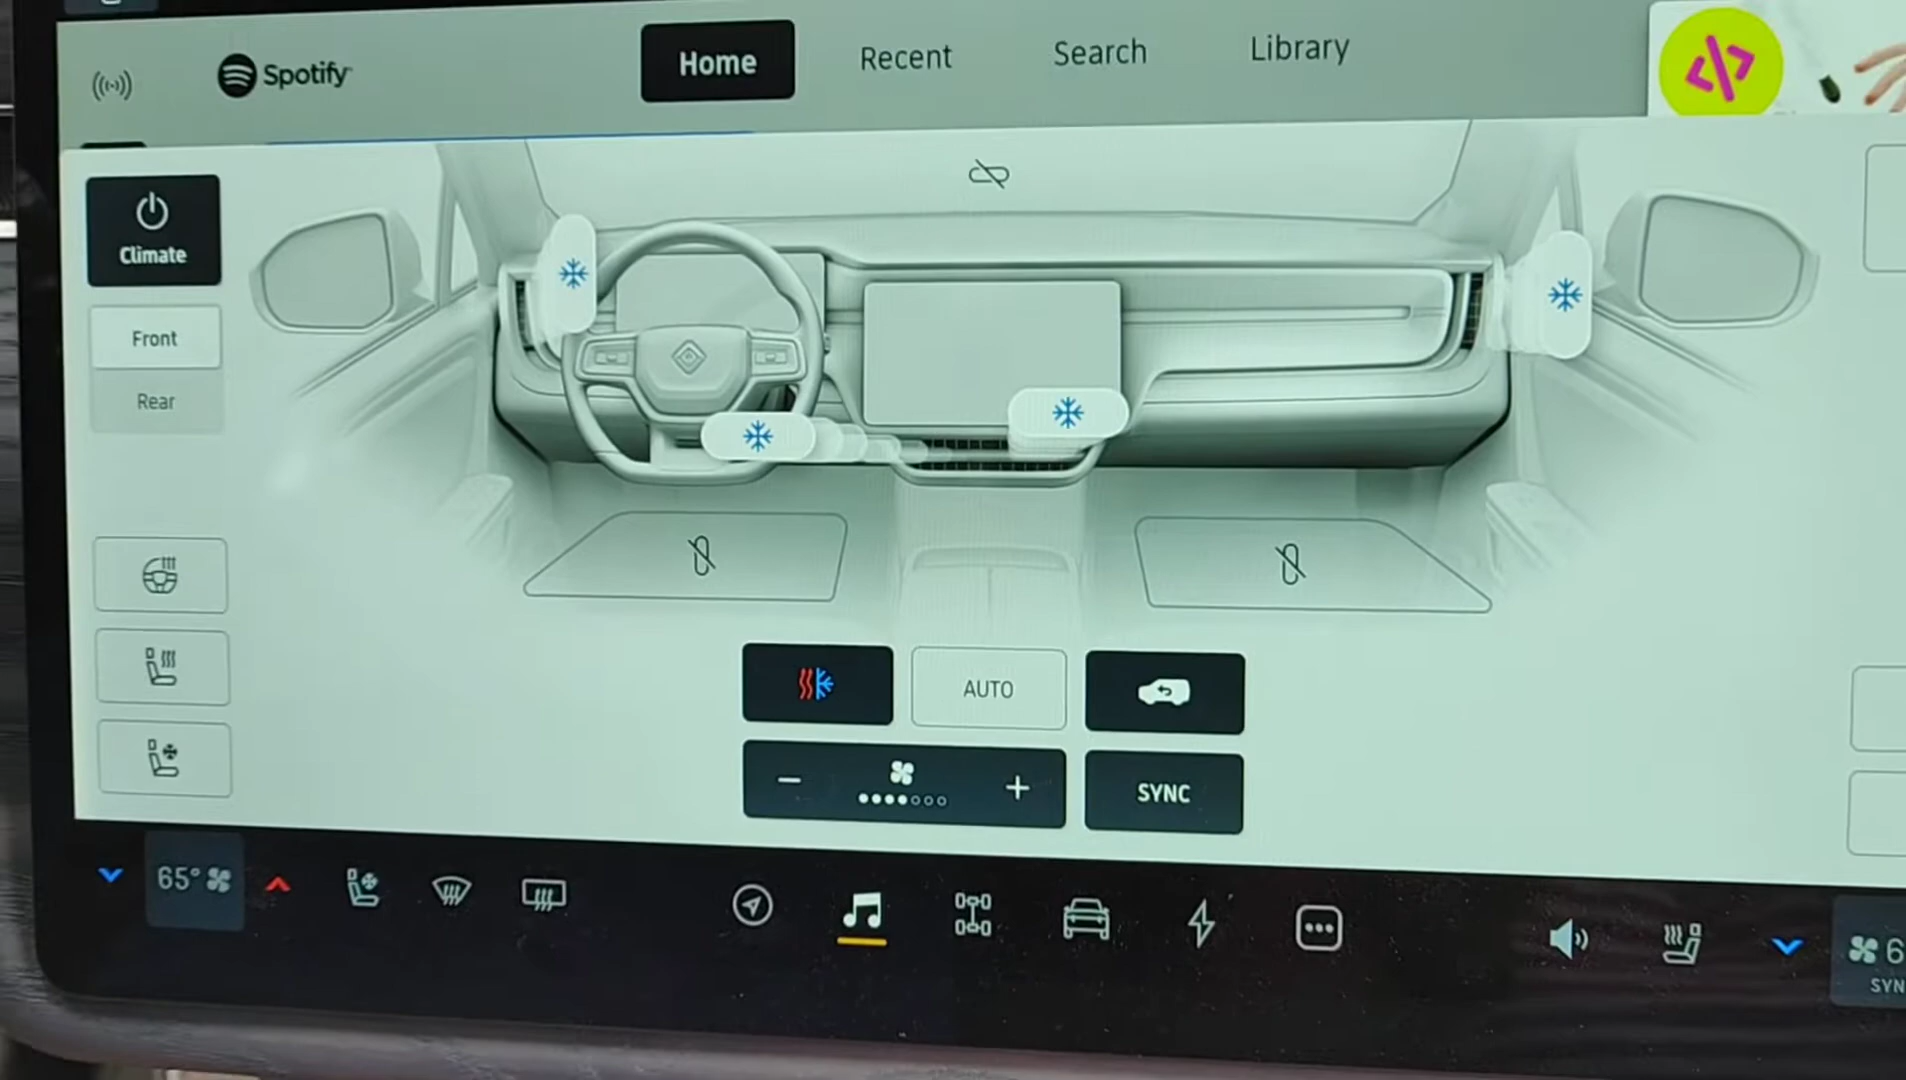 Spotify
Home
Recent
Search
Library
Climate
Front
Rear
AUTO
SYNC
65°